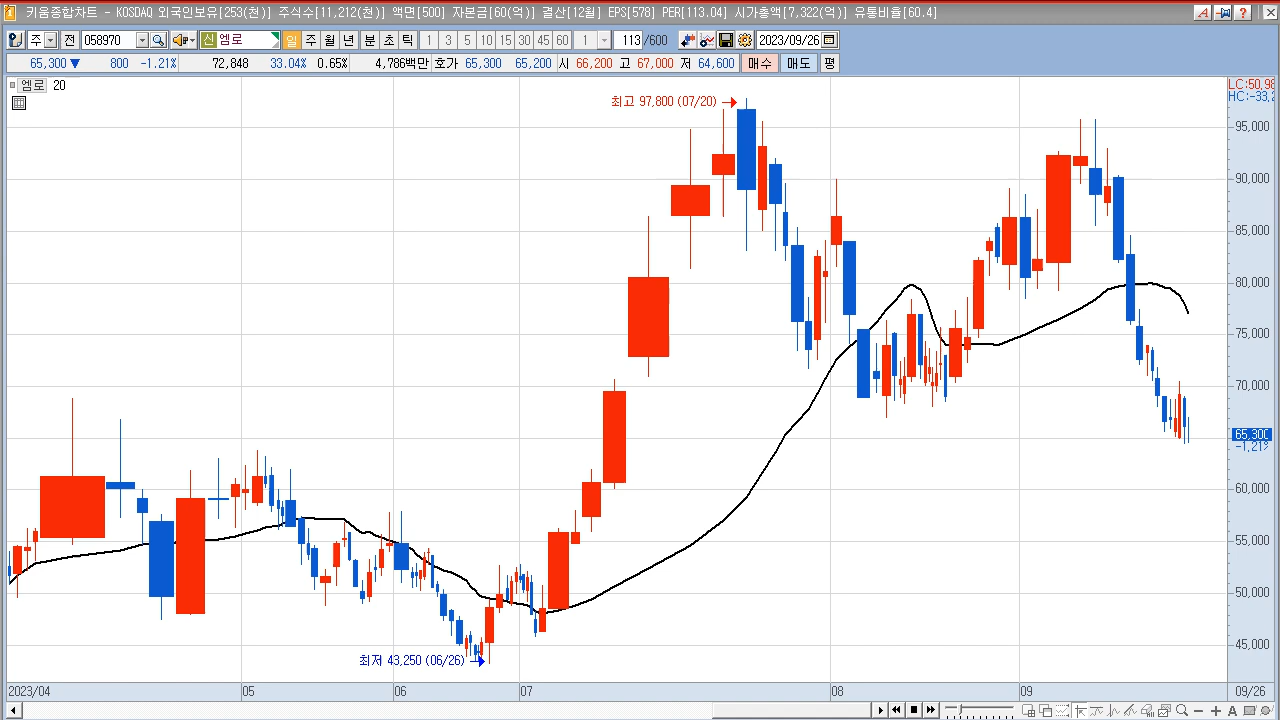 키움종합차트 - KOSDAQ 외국인보유[253(천)] 주식수[11,212(천)] 액면[500] 자본금[60(억)] 결산[12월] EPS[578] PER[113.04] 시가총액[7,322(억)] 유통비율[60.4]
주 전 058970 신 엠로 일 주 월 년 분 초 틱 1 3 5 10 15 30 45 60 1 113 /600 2023/09/26
65,300 ▼ 800 -1.21% 72,848 33.04% 0.65% 4,786백만 호가 65,300 65,200 시 66,200 고 67,000 저 64,600 매수 매도 평
엠로 20
LC:50,98
HC:-33,2
최고 97,800 (07/20)
95,000
90,000
85,000
80,000
75,000
70,000
65,300
-1,21%
60,000
55,000
50,000
45,000
최저 43,250 (06/26)
2023/04 05 06 07 08 09 09/26